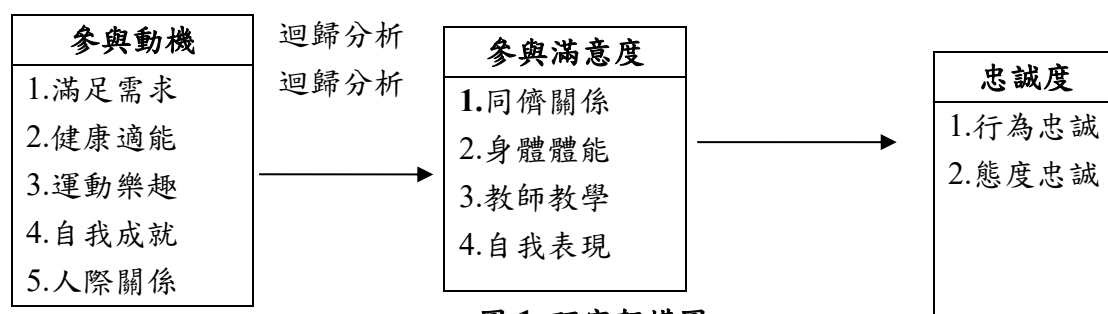 參與動機
1.滿足需求
2.健康適能
3.運動樂趣
4.自我成就
5.人際關係
迴歸分析
迴歸分析
參與滿意度
1.同儕關係
2.身體體能
3.教師教學
4.自我表現
忠誠度
1.行為忠誠
2.態度忠誠